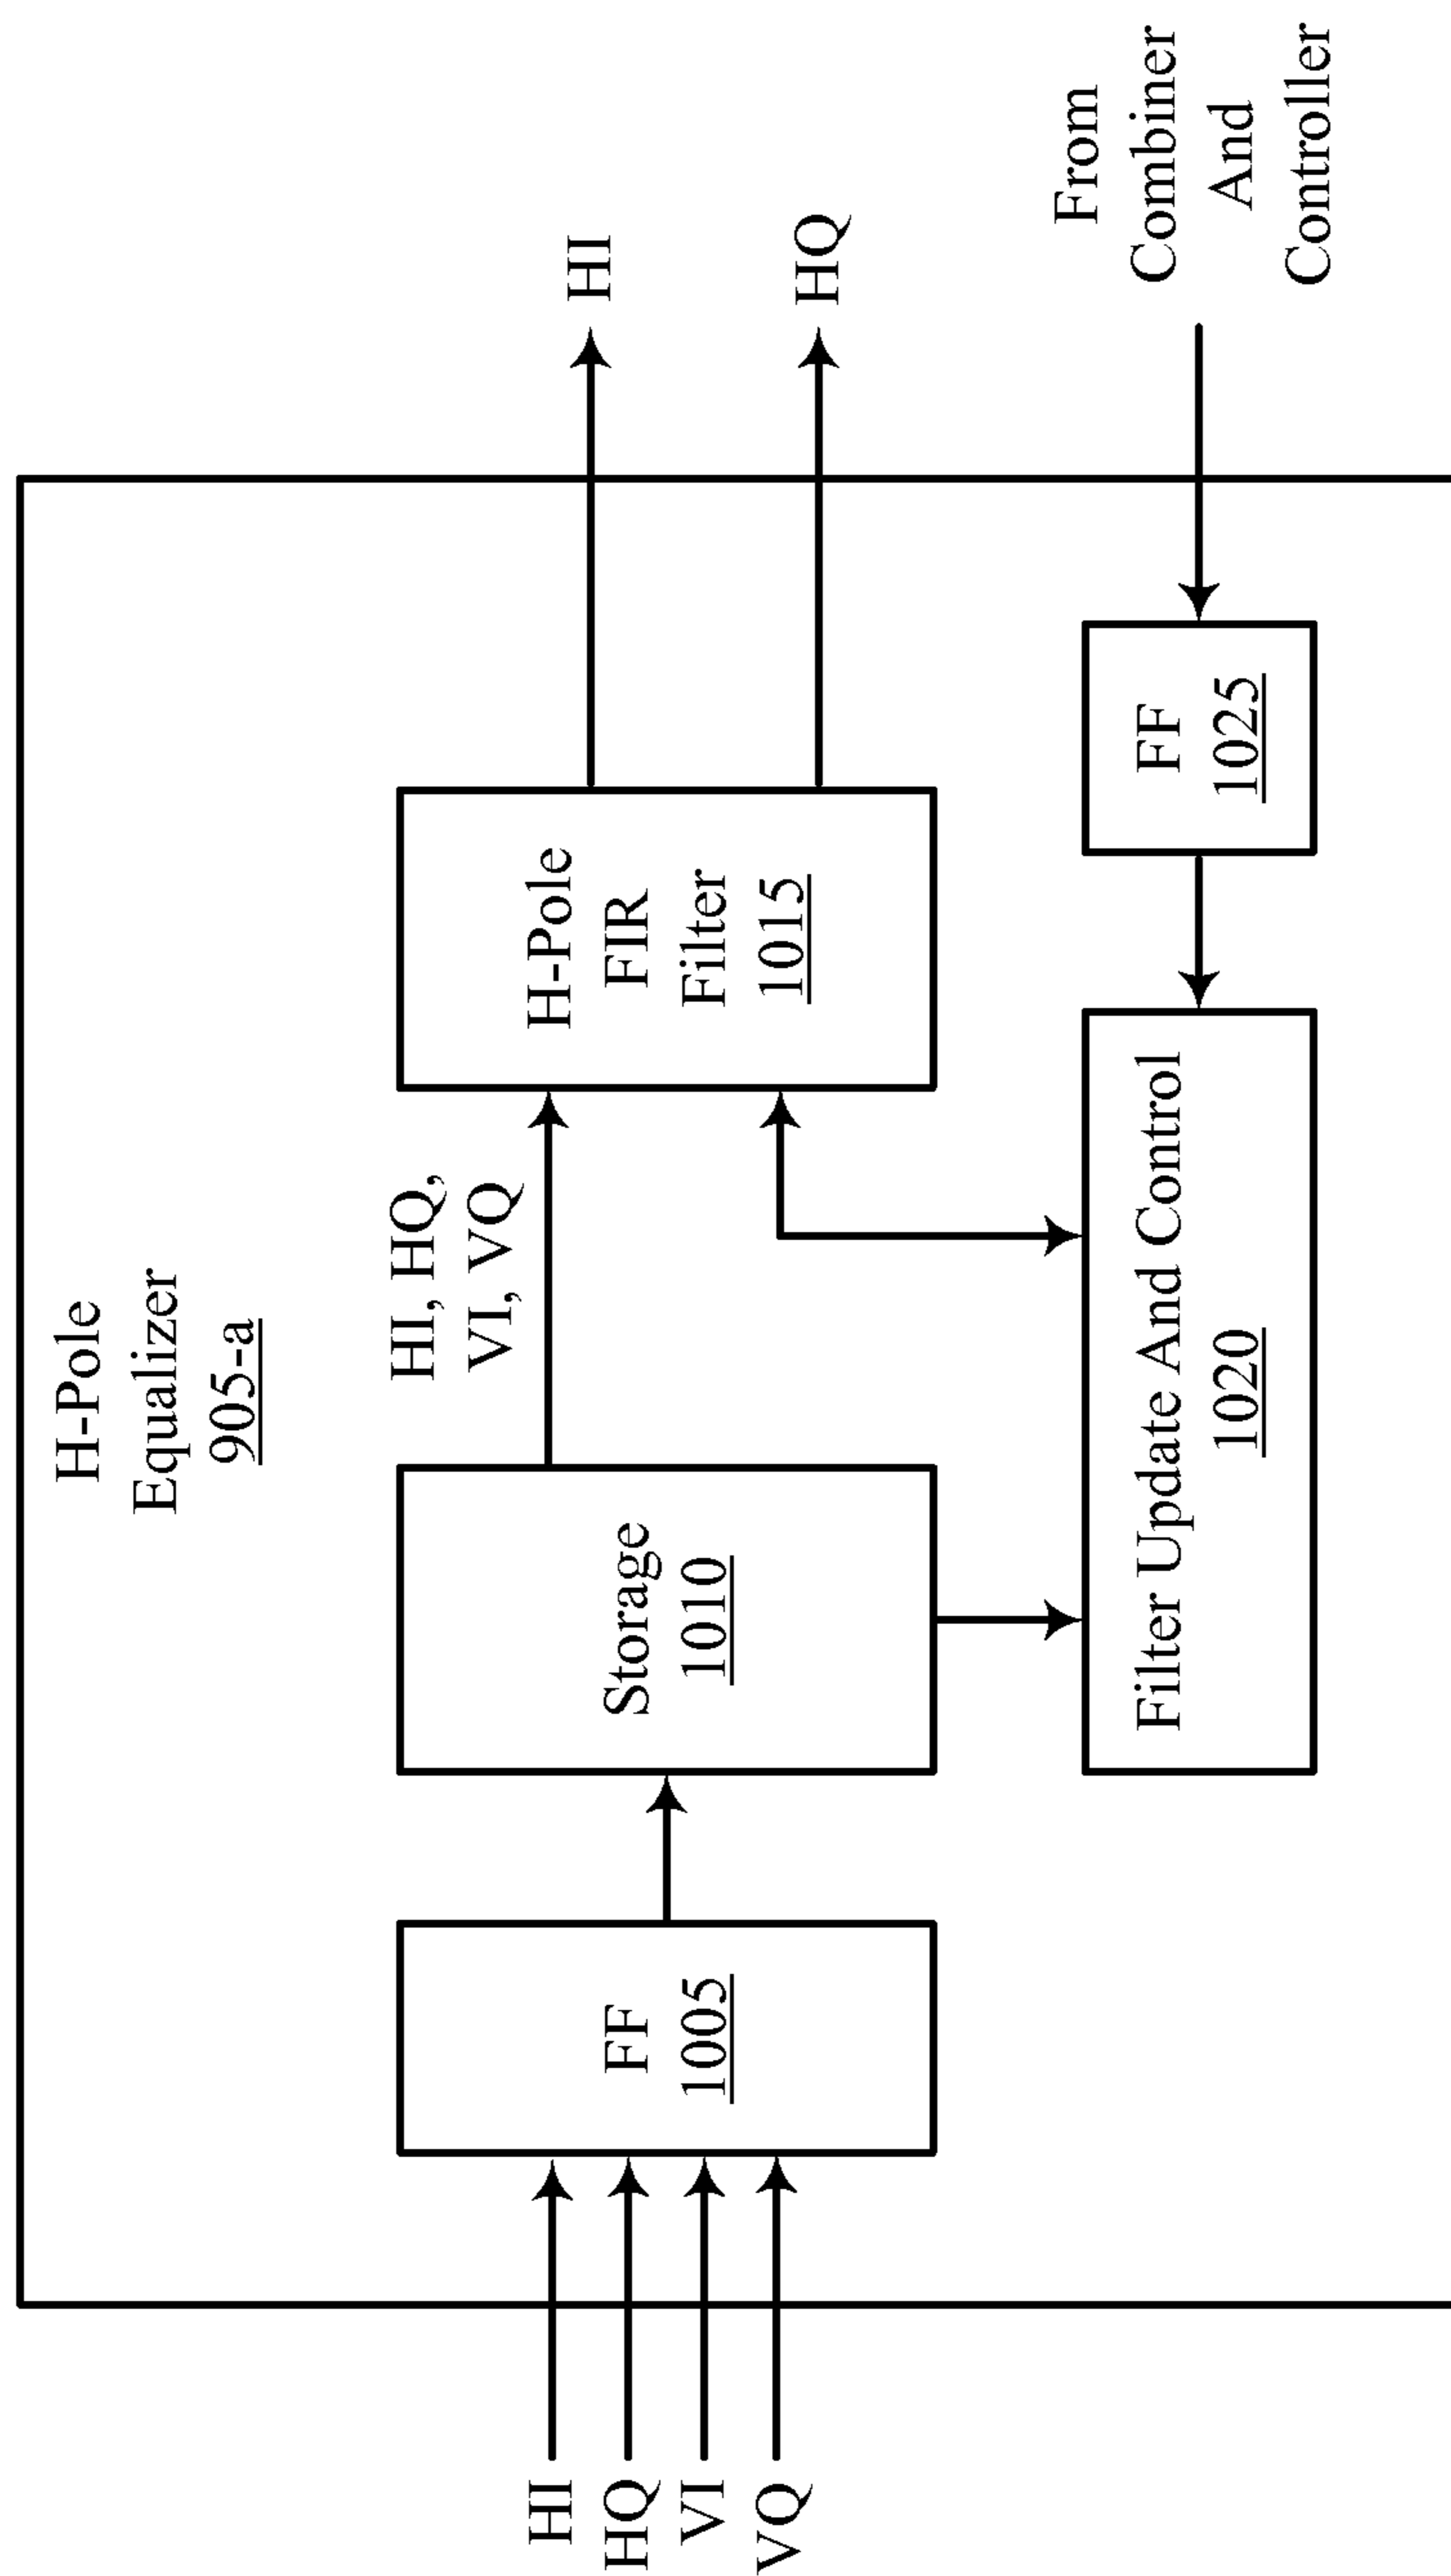 H-Pole
Equalizer
905-a
HI
HQ
VI
VQ
FF
1005
Storage
1010
HI, HQ,
VI, VQ
H-Pole
FIR
Filter
1015
HI
HQ
Filter Update And Control
1020
FF
1025
From
Combiner
And
Controller